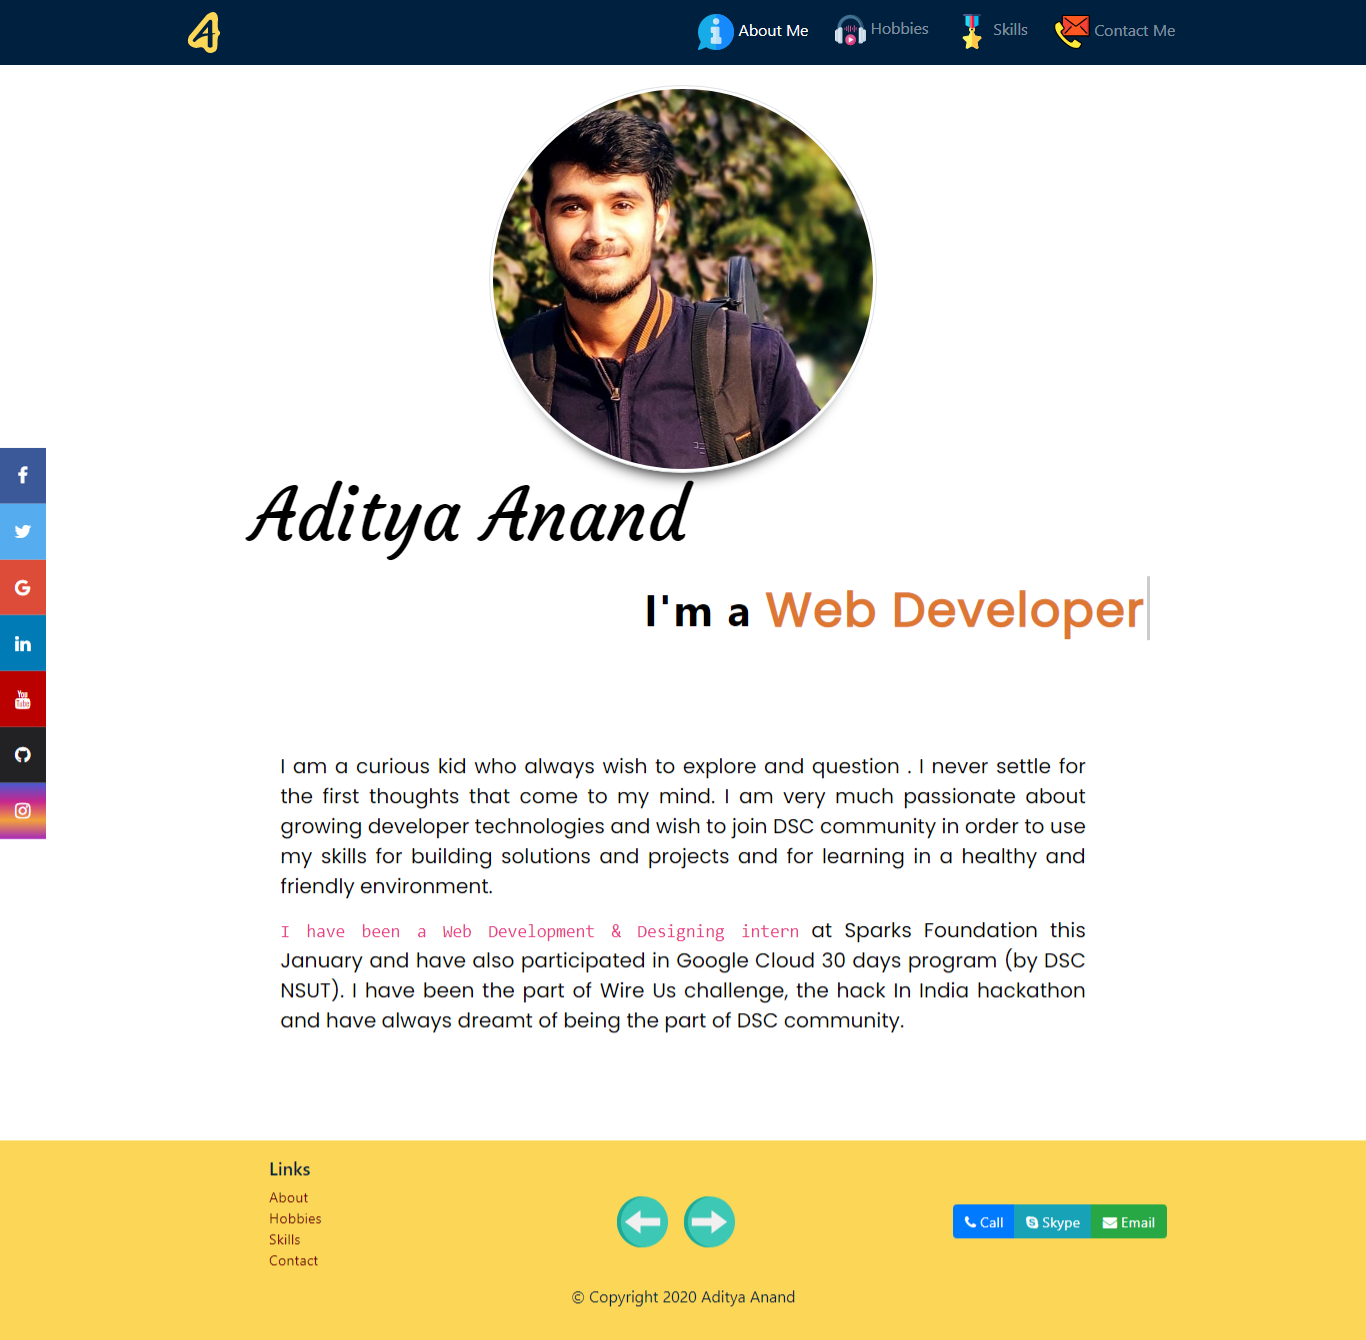 A
About Me
Hobbies
Skills
Contact Me
Aditya Anand
I'm a Web Developer
You
Tube
I am a curious kid who always wish to explore and question . I never settle for
the first thoughts that come to my mind. I am very much passionate about
growing developer technologies and wish to join DSC community in order to use
my skills for building solutions and projects and for learning in a healthy and
friendly environment.
I have been a Web Development & Designing intern at Sparks Foundation this
January and have also participated in Google Cloud 30 days program (by DSC
NSUT). I have been the part of Wire Us challenge, the hack In India hackathon
and have always dreamt of being the part of DSC community.
Links
About
Hobbies
Skills
Contact
Call
Skype
Email
© Copyright 2020 Aditya Anand